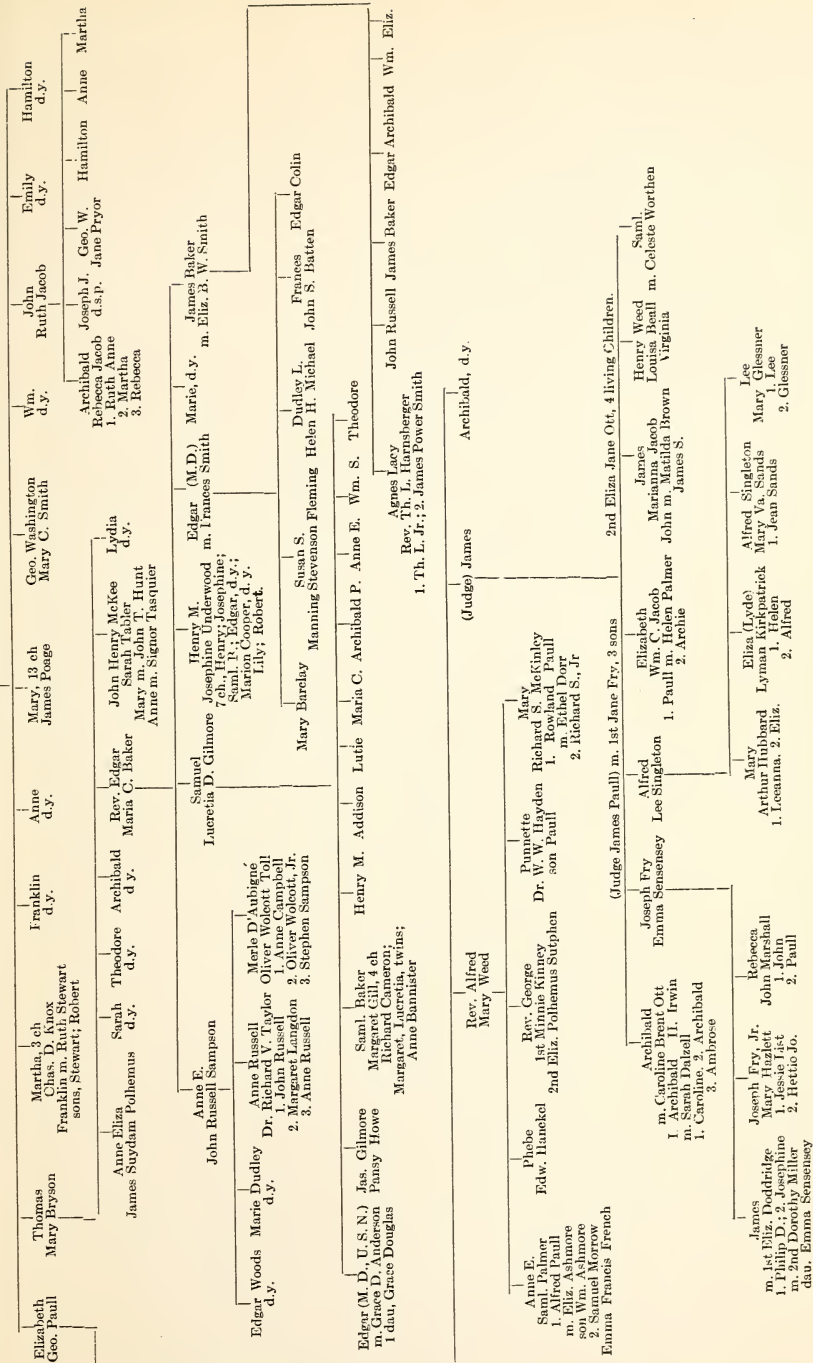 Elizabeth
Geo. Paull
Thomas
Mary Bryson
Martha, 3 ch
Chas. D. Knox
Franklin m. Ruth Stewart
sons, Stewart; Robert
Franklin
d.y.
Anne
d.y.
Mary, 13 ch
James Poage
Geo. Washington
Mary C. Smith
Wm.
d.y.
John
Ruth Jacob
Emily
d.y.
Hamilton
d.y.
Archibald
Rebecca Jacob
1. Ruth Anne
2. Martha
3. Rebecca
Joseph J.
d.s.p.
Geo. W.
Jane Pryor
Hamilton
Anne
Martha
Anne Eliza
James Suydam Polhemus
Sarah
d.y.
Theodore
d.y.
Archibald
d y.
Rev. Edgar
Maria C. Baker
John Henry McKee
Sarah Tabler
Mary m. John T. Hunt
Anne m. Signor Tasquier
Lydia
d.y.
Anne E.
John Russell Sampson
Samuel
Lucretia D. Gilmore
Henry M.
Josephine Underwood
7 ch., Henry; Josephine;
Saml. P.; Edgar, d.y.;
Marion Cooper, d. y.
Lily; Robert.
Edgar (M.D.)
m. Frances Smith
Marie, d.y.
James Baker
m. Eliz. B. W. Smith
Edgar Woods
d.y.
Marie Dudley
d.y.
Anne Russell
Dr. Richard V. Taylor
1. John Russell
2. Margaret Langdon
3. Anne Russell
Merle D'Aubigné
Oliver Wolcott Toll
1. Anne Campbell
2. Oliver Wolcott, Jr.
3. Stephen Sampson
Mary Barclay
Susan S.
Manning Stevenson Fleming
Dudley L.
Helen H. Michael
Frances
John S. Batten
Edgar Colin
Edgar (M. D., U. S. N.)
m. Grace D. Anderson
1 dau, Grace Douglas
Jas. Gilmore
Pansy Howe
Saml. Baker
Margaret Gill, 4 ch
Richard Cameron;
Margaret, Lucretia, twins;
Anne Bannister
Henry M.
Addison
Lutie
Maria C.
Archibald P.
Anne E.
Wm. S.
Theodore
Agnes Lacy
Rev. Th. L. Harnsberger
1. Th. L. Jr.; 2. James Power Smith
John Russell
James Baker
Edgar
Archibald
Wm.
Eliz.
Rev. Alfred
Mary Weed
(Judge) James
Archibald, d.y.
Anne E.
Saml. Palmer
1. Alfred Paull
m. Eliz. Ashmore
son Wm. Ashmore
2. Samuel Morrow
Emma Francis French
Phebe
Edw. Hanckel
Rev. George
1st Minnie Kinney
2nd Eliz. Polhemus Sutphen
Punnette
Dr. W. W. Hayden
son Paull
Mary
Richard S. McKinley
1. Rowland Paull
m. Ethel Dorr
2. Richard S., Jr
(Judge James Paull) m. 1st Jane Fry, 3 sons
2nd Eliza Jane Ott, 4 living Children.
Archibald
m. Caroline Brent Ott
I. Archibald II. Irwin
m. Sarah Dalzell
1. Caroline. 2. Archibald
3. Ambrose
Joseph Fry
Emma Sensensey
Alfred
Lee Singleton
Elizabeth
Wm. C. Jacob
1. Paull m. Helen Palmer
2. Archie
James
Marianna Jacob
John m. Matilda Brown
James S.
Henry Weed
Louisa Beall
Virginia
Saml.
m. Celeste Worthen
James
m. 1st Eliz. Doddridge
1. Philip D.; 2. Josephine
m. 2nd Dorothy Miller
dau. Emma Sensensey
Joseph Fry, Jr.
Mary Hazlett
1. Jessie List
2. Hettio Jo.
Rebecca
John Marshall
1. John
2. Paull
Mary
Arthur Hubbard
1. Leeanna. 2. Eliz.
Eliza (Lyde)
Lyman Kirkpatrick
1. Helen
2. Alfred
Alfred Singleton
Mary Va. Sands
1. Jean Sands
Lee
Mary Glessner
1. Lee
2. Glessner